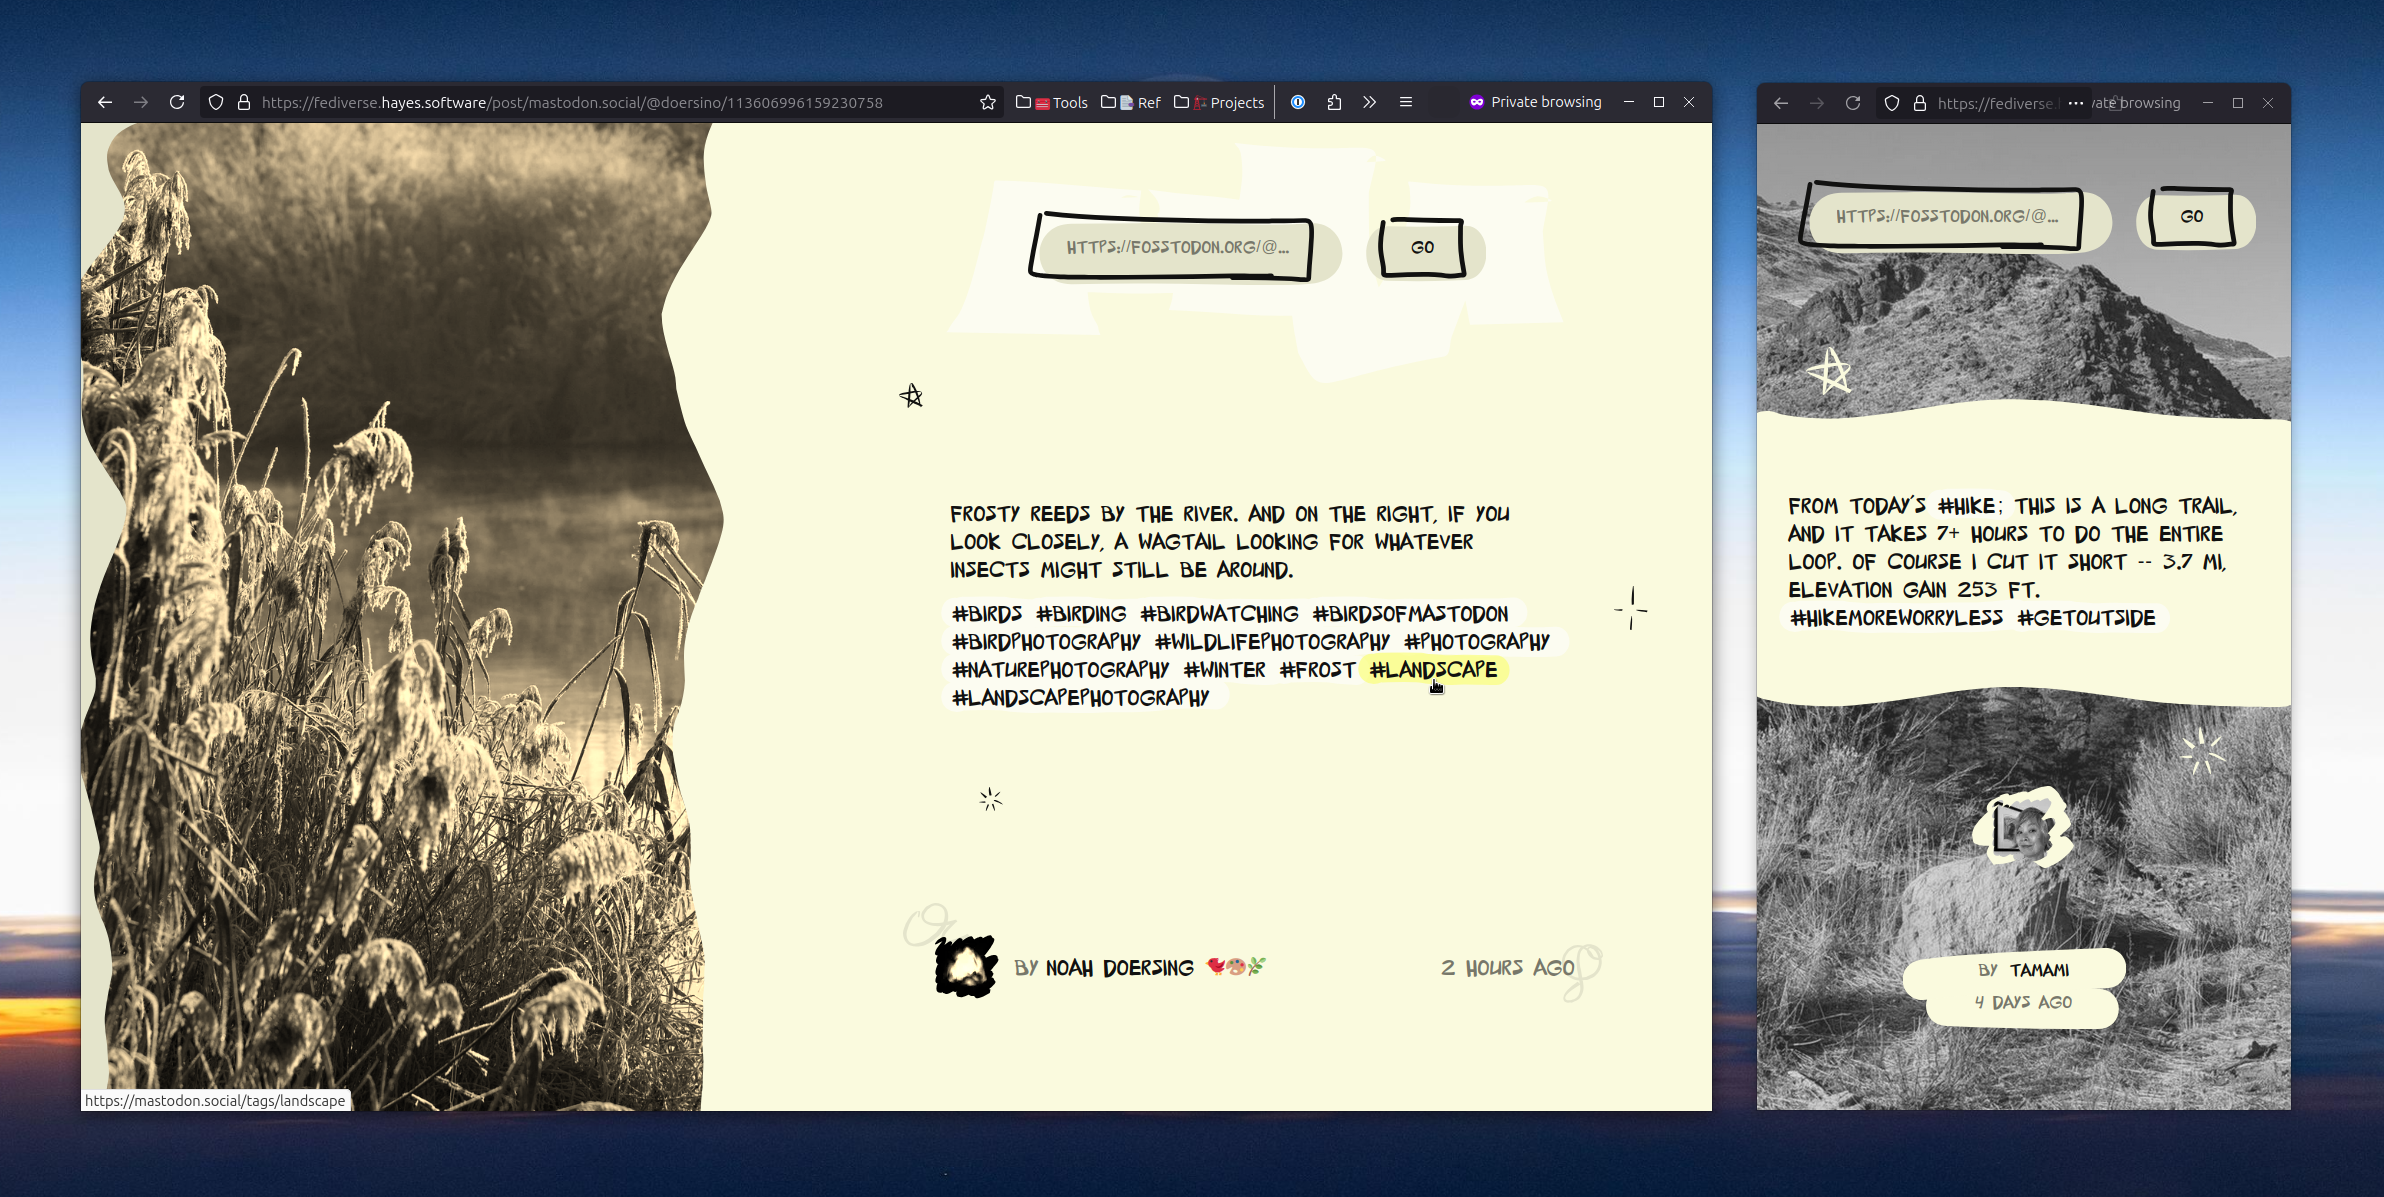 https://fediverse.hayes.software/post/mastodon.social/@doersino/113606996159230758
Tools Ref Projects
Private browsing
HTTPS://FOSSTODON.ORG/@...
GO
FROSTY REEDS BY THE RIVER. AND ON THE RIGHT, IF YOU
LOOK CLOSELY, A WAGTAIL LOOKING FOR WHATEVER
INSECTS MIGHT STILL BE AROUND.
#BIRDS #BIRDING #BIRDWATCHING #BIRDSOFMASTODON
#BIRDPHOTOGRAPHY #WILDLIFEPHOTOGRAPHY #PHOTOGRAPHY
#NATUREPHOTOGRAPHY #WINTER #FROST #LANDSCAPE
#LANDSCAPEPHOTOGRAPHY
BY NOAH DOERSING 🐦🎨🌿
2 HOURS AGO
https://mastodon.social/tags/landscape
https://fediverse.
vate browsing
HTTPS://FOSSTODON.ORG/@...
GO
FROM TODAY'S #HIKE; THIS IS A LONG TRAIL,
AND IT TAKES 7+ HOURS TO DO THE ENTIRE
LOOP. OF COURSE I CUT IT SHORT -- 3.7 MI,
ELEVATION GAIN 253 FT.
#HIKEMOREWORRYLESS #GETOUTSIDE
BY TAMAMI
4 DAYS AGO